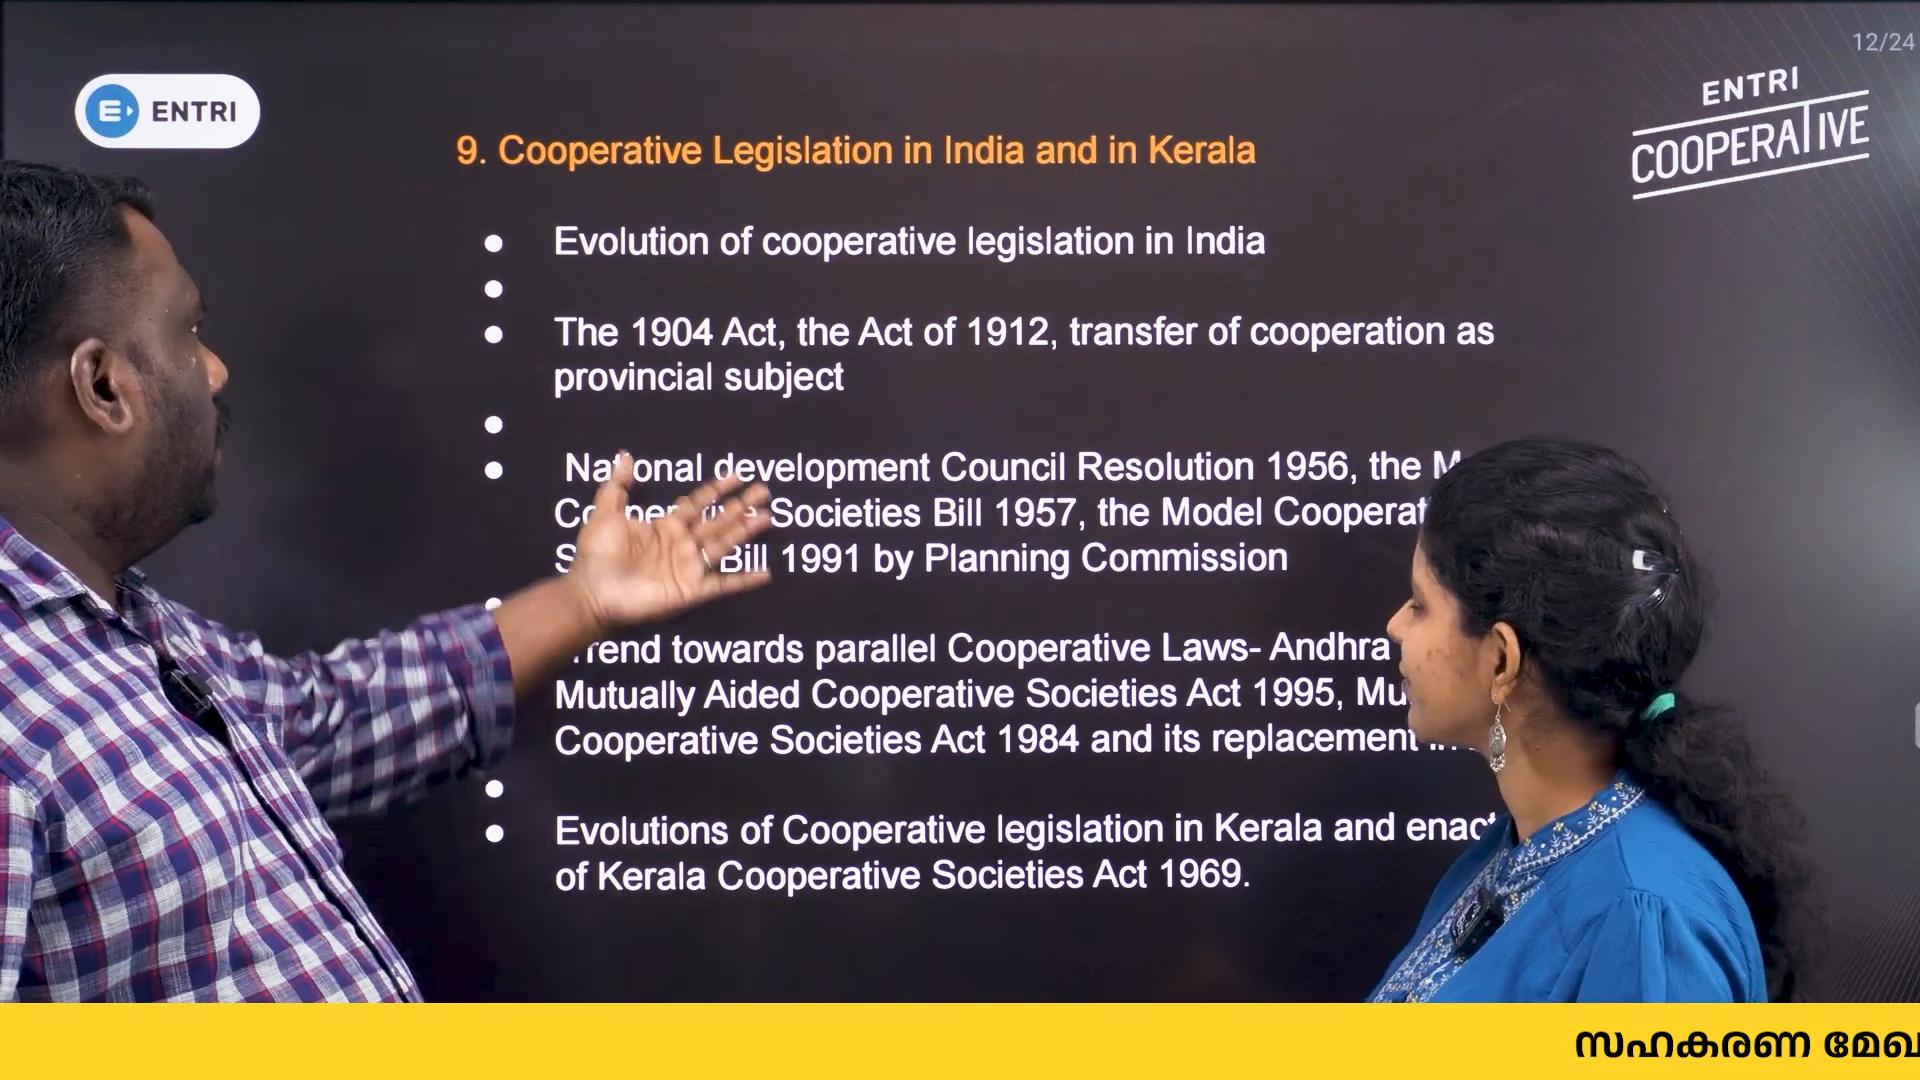 12/24
ENTRI
ENTRI
COOPERATIVE
9. Cooperative Legislation in India and in Kerala
Evolution of cooperative legislation in India
The 1904 Act, the Act of 1912, transfer of cooperation as
provincial subject
National development Council Resolution 1956, the
Societies Bill 1957, the Model
Bill 1991 by Planning Commission
Trend towards parallel Cooperative Laws- Andhra
Mutually Aided Cooperative Societies Act 1995,
Cooperative Societies Act 1984 and its replacement
Evolutions of Cooperative legislation in Kerala and
of Kerala Cooperative Societies Act 1969.
സഹകരണ